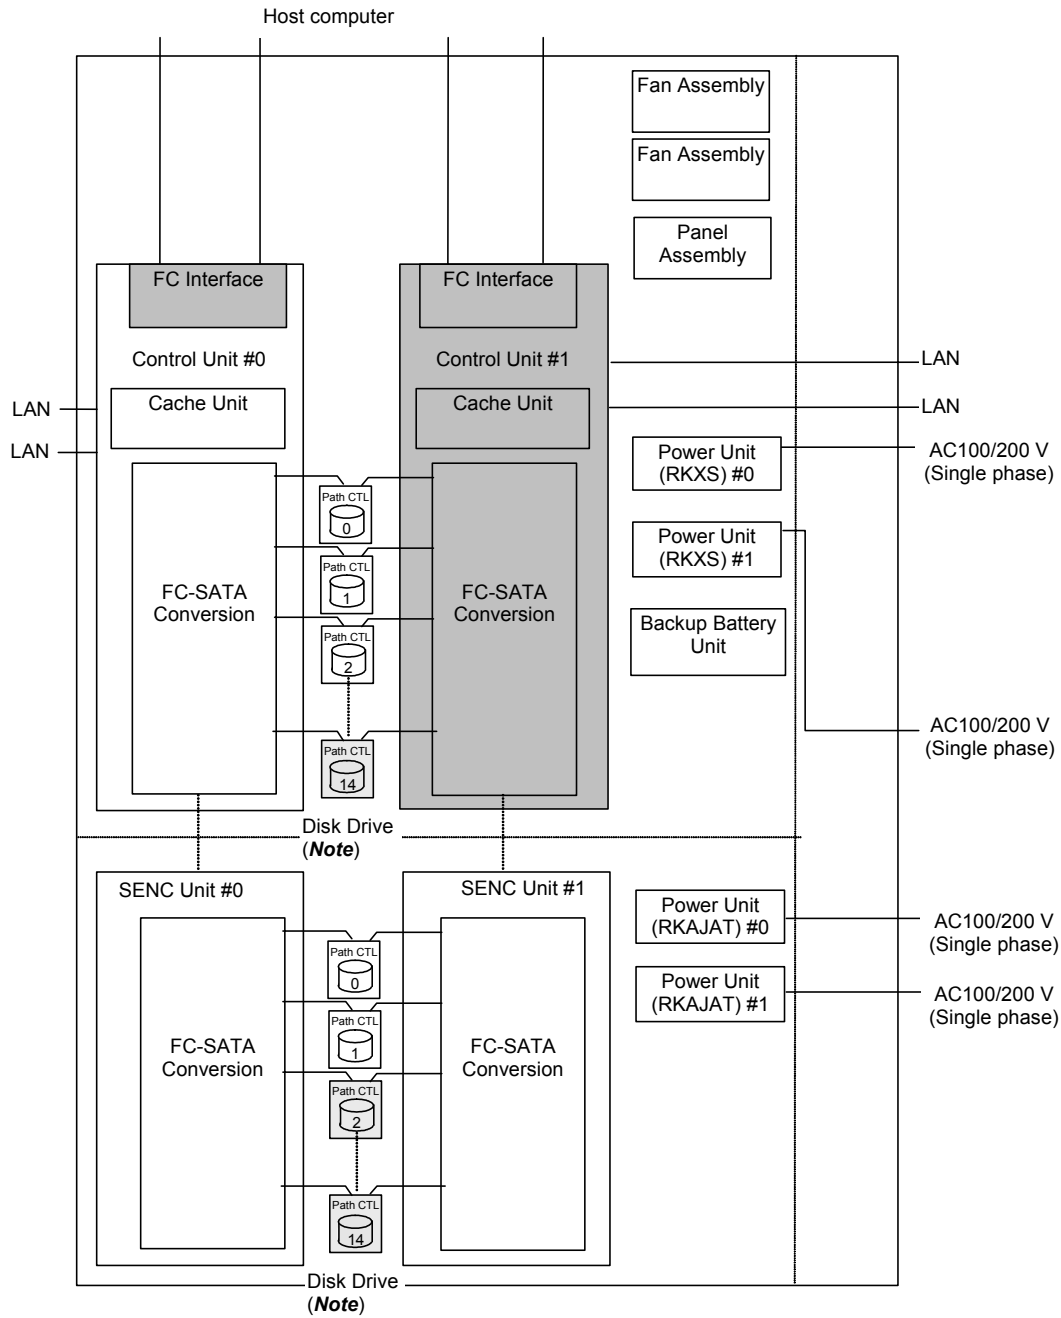 Host computer
Fan Assembly
Fan Assembly
Panel
Assembly
FC Interface
FC Interface
Control Unit #0
Control Unit #1
LAN
Cache Unit
Cache Unit
LAN
LAN
LAN
Power Unit
(RKXS) #0
AC100/200 V
(Single phase)
Path CTL
0
Power Unit
(RKXS) #1
Path CTL
1
FC-SATA
Conversion
FC-SATA
Conversion
Backup Battery
Unit
Path CTL
2
AC100/200 V
(Single phase)
Path CTL
14
Disk Drive
(Note)
SENC Unit #0
SENC Unit #1
Power Unit
(RKAJAT) #0
AC100/200 V
(Single phase)
Path CTL
0
Power Unit
(RKAJAT) #1
AC100/200 V
(Single phase)
Path CTL
1
FC-SATA
Conversion
FC-SATA
Conversion
Path CTL
2
Path CTL
14
Disk Drive
(Note)